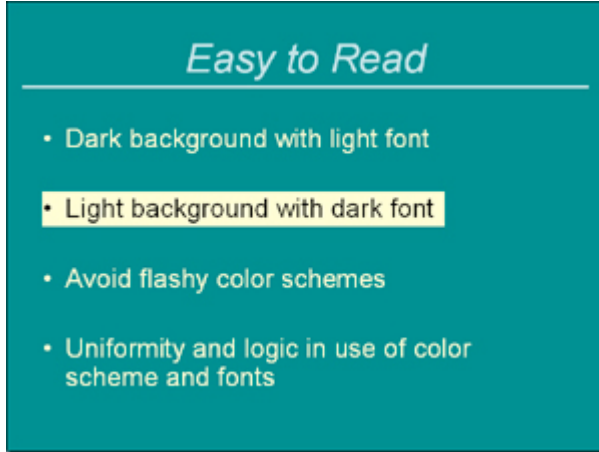 Easy to Read
• Dark background with light font
• Light background with dark font
• Avoid flashy color schemes
• Uniformity and logic in use of color
scheme and fonts